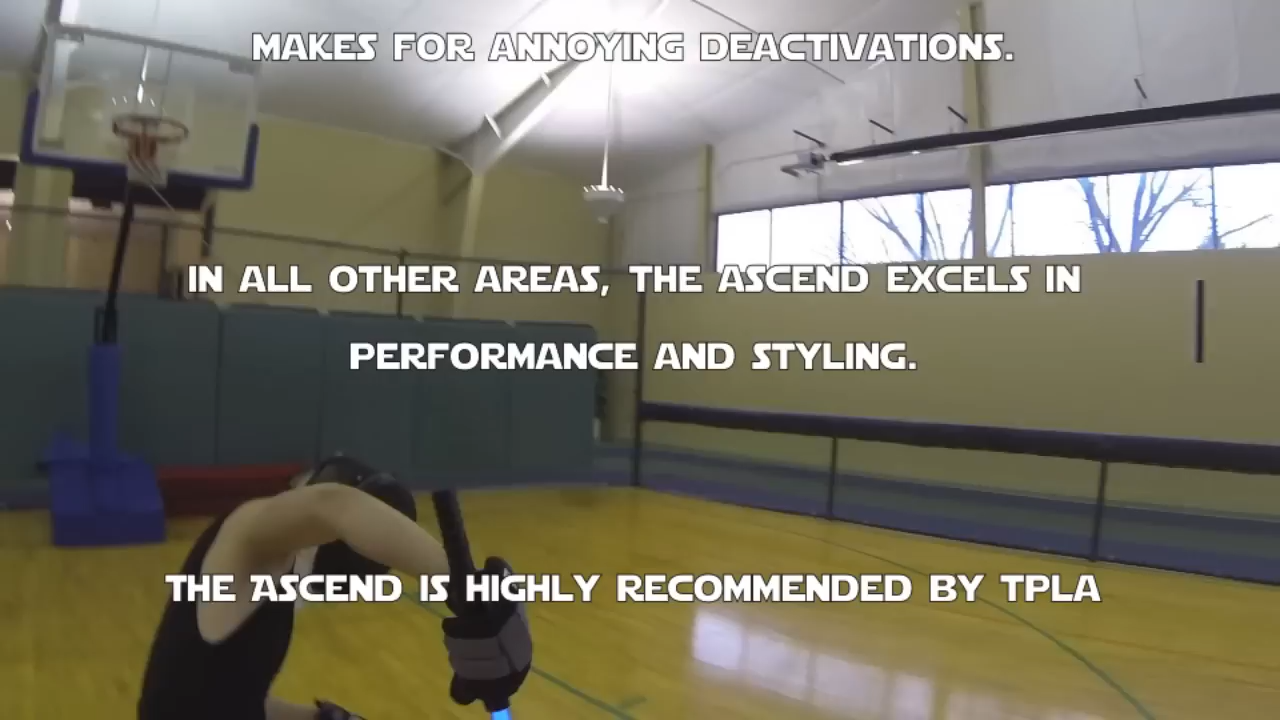 MAKES FOR ANNOYING DEACTIVATIONS.
IN ALL OTHER AREAS, THE ASCEND EXCELS IN
PERFORMANCE AND STYLING.
THE ASCEND IS HIGHLY RECOMMENDED BY TPLA